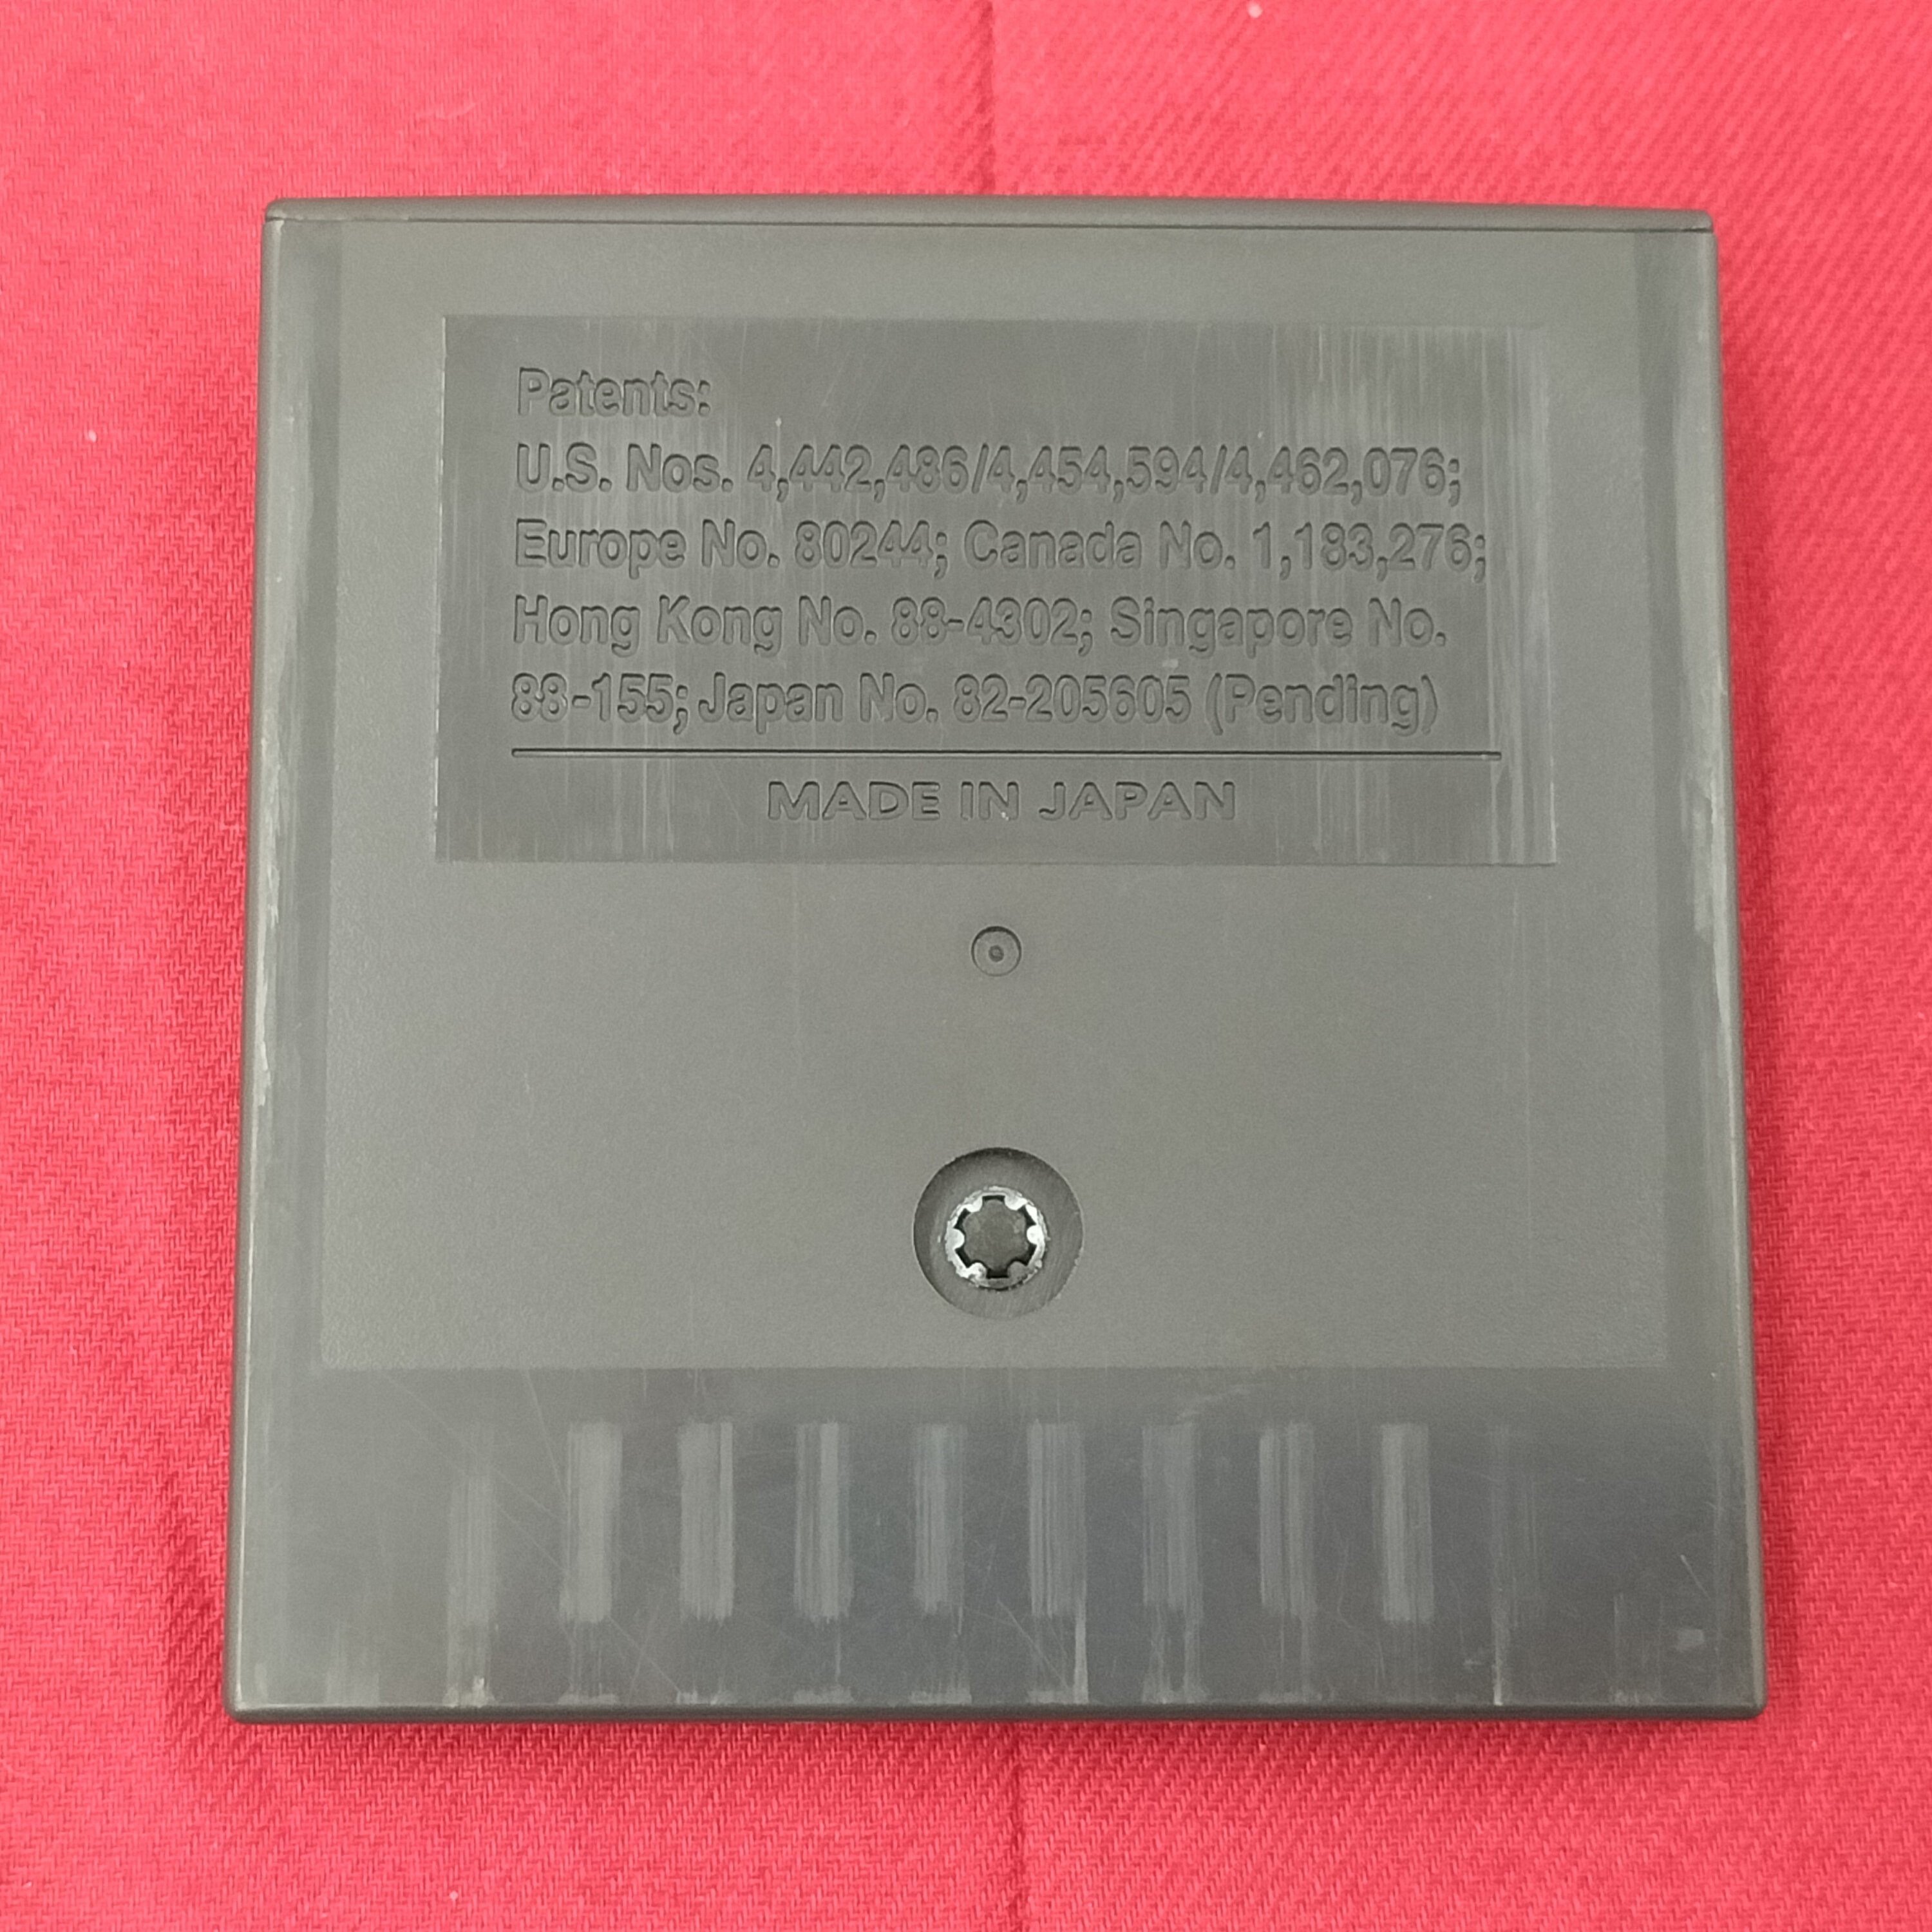 Patents:
U.S. Nos. 4,442,486/4,454,594/4,462,076;
Europe No. 80244; Canada No. 1,183,276;
Hong Kong No. 88-4302; Singapore No.
88-155; Japan No. 82-205605 (Pending)
MADE IN JAPAN